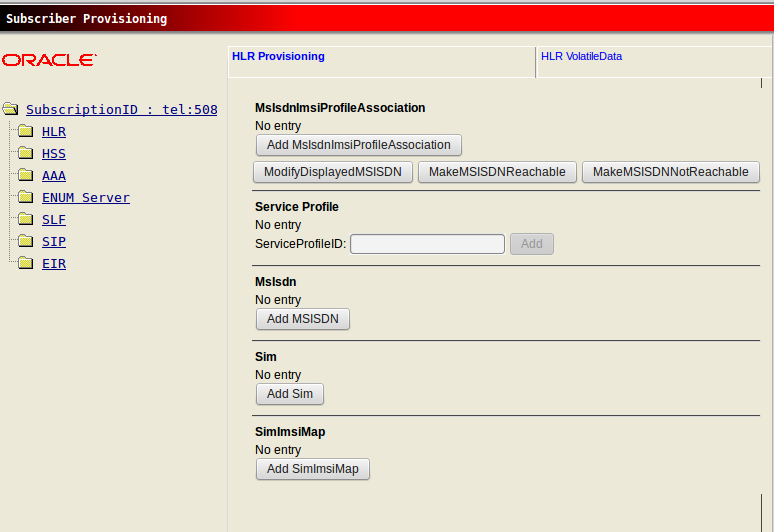 Subscriber Provisioning
ORACLE
SubscriptionID : tel:508
HLR
HSS
AAA
ENUM Server
SLF
SIP
EIR
HLR Provisioning
HLR VolatileData
MsIsdnImsiProfileAssociation
No entry
Add MsIsdnImsiProfileAssociation
ModifyDisplayedMSISDN MakeMSISDNReachable MakeMSISDNNotReachable
Service Profile
No entry
ServiceProfileID: Add
MsIsdn
No entry
Add MSISDN
Sim
No entry
Add Sim
SimImsiMap
No entry
Add SimImsiMap